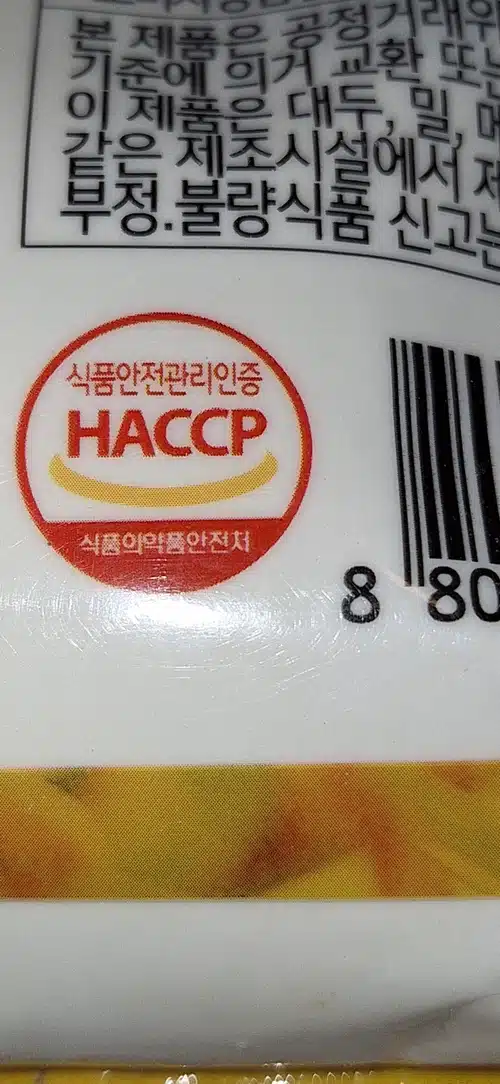 본 제품은 공정거래위
기준에 의거 교환 또는
이 제품은 대두, 밀,
같은 제조시설에서 제
부정.불량식품 신고는
식품안전관리인증
HACCP
식품의약품안전처
8 80